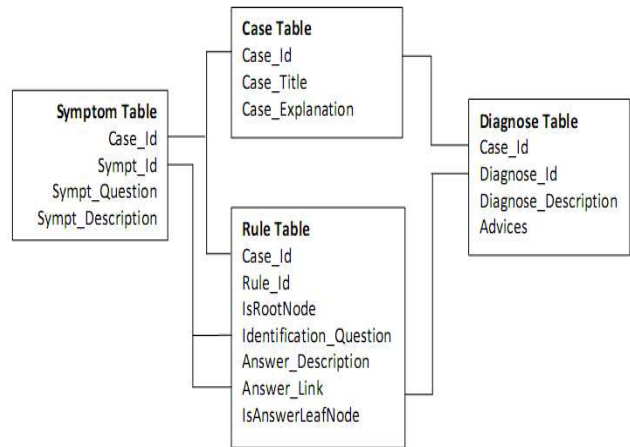 Case Table
Case_Id
Case_Title
Case_Explanation
Symptom Table
Case_Id
Sympt_Id
Sympt_Question
Sympt_Description
Diagnose Table
Case_Id
Diagnose_Id
Diagnose_Description
Advices
Rule Table
Case_Id
Rule_Id
IsRootNode
Identification_Question
Answer_Description
Answer_Link
IsAnswerLeafNode